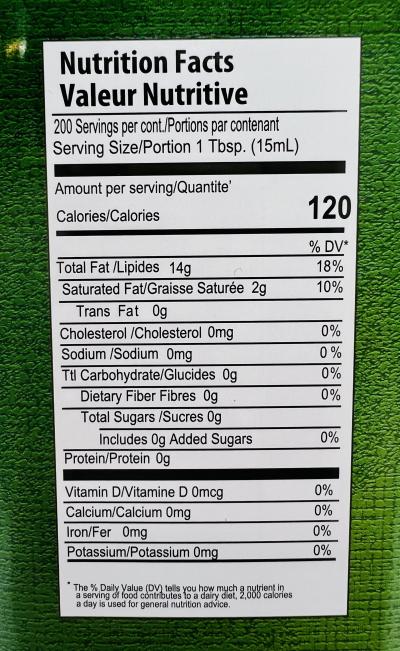 Nutrition Facts
Valeur Nutritive
200 Servings per cont./Portions par contenant
Serving Size/Portion 1 Tbsp. (15mL)
Amount per serving/Quantite'
Calories/Calories 120
% DV*
Total Fat /Lipides 14g 18%
Saturated Fat/Graisse Saturée 2g 10%
Trans Fat 0g
Cholesterol /Cholesterol 0mg 0%
Sodium /Sodium 0mg 0 %
Ttl Carbohydrate/Glucides 0g 0%
Dietary Fiber Fibres 0g 0%
Total Sugars /Sucres 0g
Includes 0g Added Sugars 0%
Protein/Protein 0g
Vitamin D/Vitamine D 0mcg 0%
Calcium/Calcium 0mg 0%
Iron/Fer 0mg 0%
Potassium/Potassium 0mg 0%
* The % Daily Value (DV) tells you how much a nutrient in
a serving of food contributes to a dairy diet, 2,000 calories
a day is used for general nutrition advice.